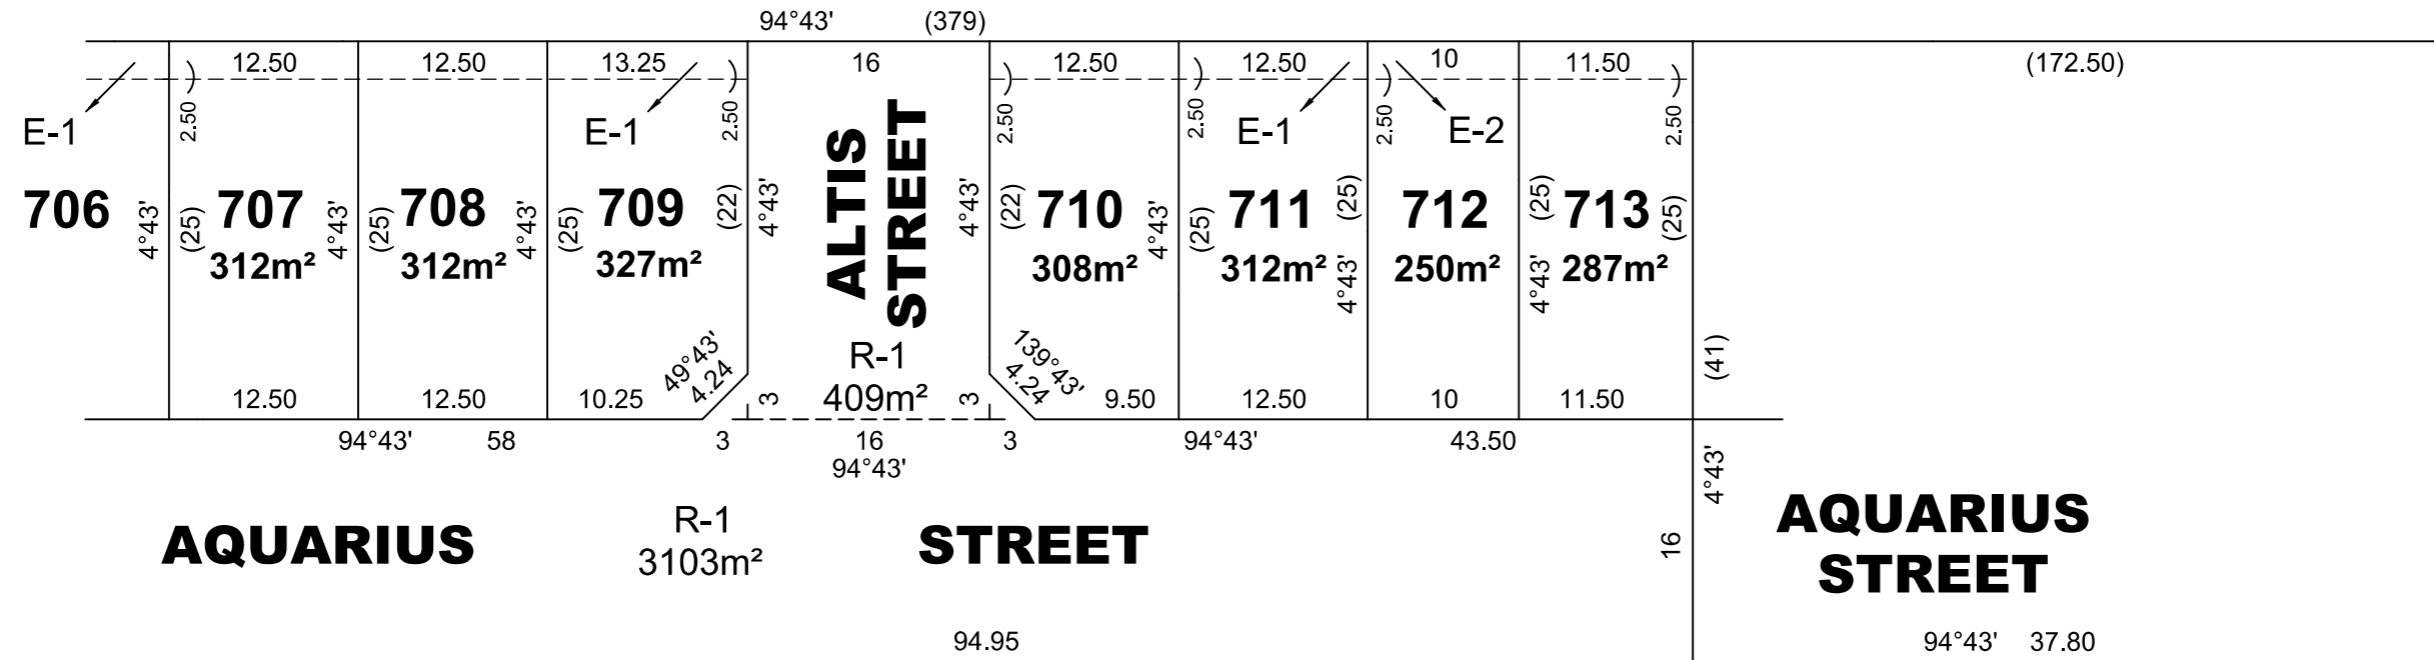 94°43' (379)
12.50 12.50 13.25 16 12.50 12.50 10 11.50 (172.50)
2.50 2.50 2.50 2.50 2.50 2.50
E-1 E-1 E-1 E-2
706 707 708 709 710 711 712 713
312m² 312m² 327m² 308m² 312m² 250m² 287m²
4°43' (25) 4°43' (25) 4°43' (25) (22) 4°43' 4°43' (22) 4°43' (25) (25) 4°43' (25) 4°43' (25)
ALTIS
STREET
R-1
409m²
49°43'
4.24
139°43'
4.24
(41)
12.50 12.50 10.25 3 3 9.50 12.50 10 11.50
94°43' 58 3 16 3 94°43' 43.50
94°43'
4°43'
16
AQUARIUS STREET
R-1
3103m²
AQUARIUS
STREET
94.95 94°43' 37.80